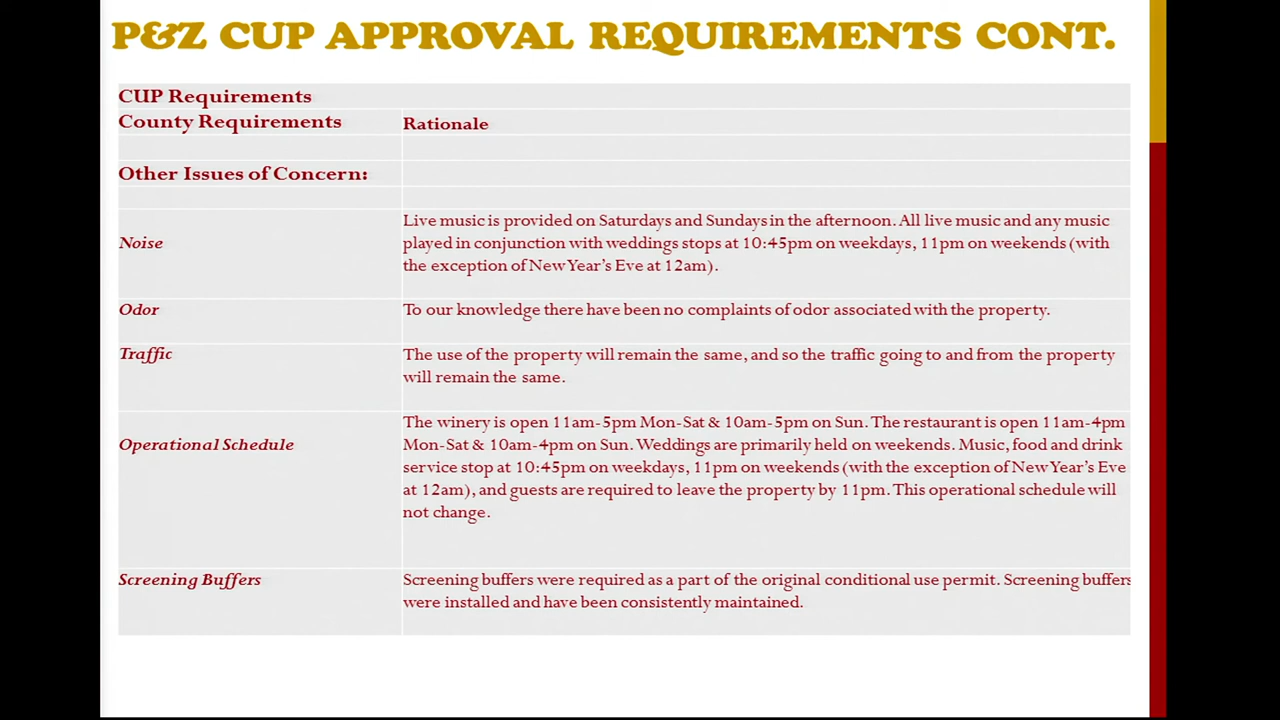 P&Z CUP APPROVAL REQUIREMENTS CONT.
CUP Requirements
County Requirements
Rationale
Other Issues of Concern:
Noise
Live music is provided on Saturdays and Sundays in the afternoon. All live music and any music
played in conjunction with weddings stops at 10:45pm on weekdays, 11pm on weekends (with
the exception of New Year's Eve at 12am).
Odor
To our knowledge there have been no complaints of odor associated with the property.
Traffic
The use of the property will remain the same, and so the traffic going to and from the property
will remain the same.
Operational Schedule
The winery is open 11am-5pm Mon-Sat & 10am-5pm on Sun. The restaurant is open 11am-4pm
Mon-Sat & 10am-4pm on Sun. Weddings are primarily held on weekends. Music, food and drink
service stop at 10:45pm on weekdays, 11pm on weekends (with the exception of New Year's Eve
at 12am), and guests are required to leave the property by 11pm. This operational schedule will
not change.
Screening Buffers
Screening buffers were required as a part of the original conditional use permit. Screening buffers
were installed and have been consistently maintained.